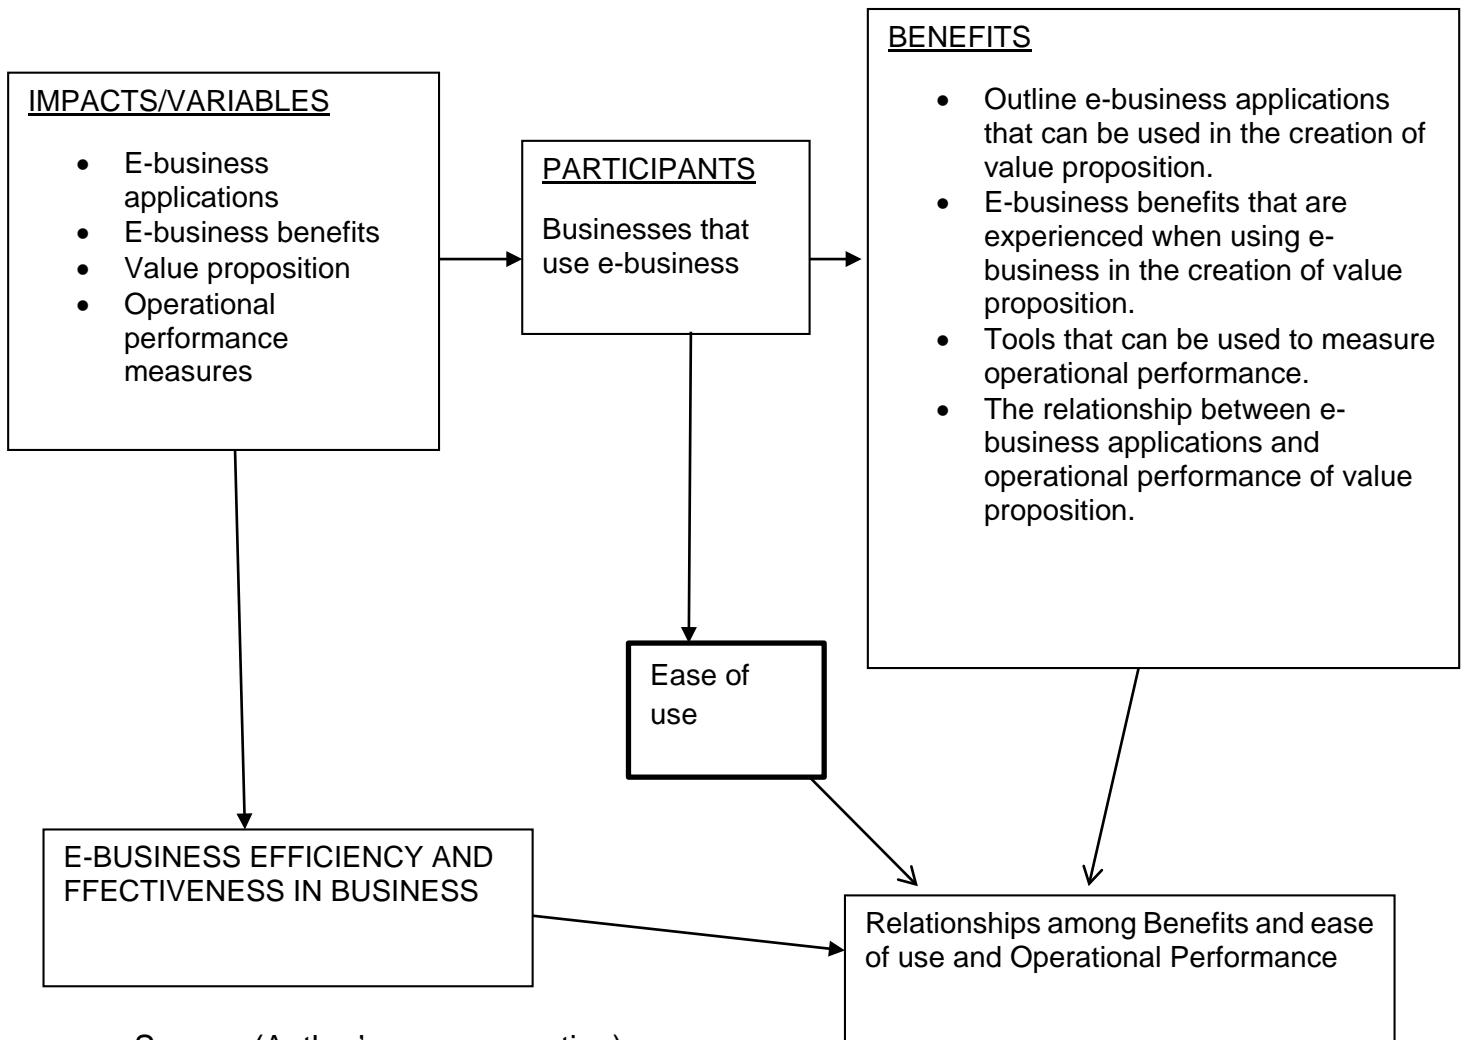 IMPACTS/VARIABLES
• E-business
applications
• E-business benefits
• Value proposition
• Operational
performance
measures
PARTICIPANTS
Businesses that
use e-business
BENEFITS
• Outline e-business applications
that can be used in the creation of
value proposition.
• E-business benefits that are
experienced when using e-
business in the creation of value
proposition.
• Tools that can be used to measure
operational performance.
• The relationship between e-
business applications and
operational performance of value
proposition.
Ease of
use
E-BUSINESS EFFICIENCY AND
FFECTIVENESS IN BUSINESS
Relationships among Benefits and ease
of use and Operational Performance
(Author's